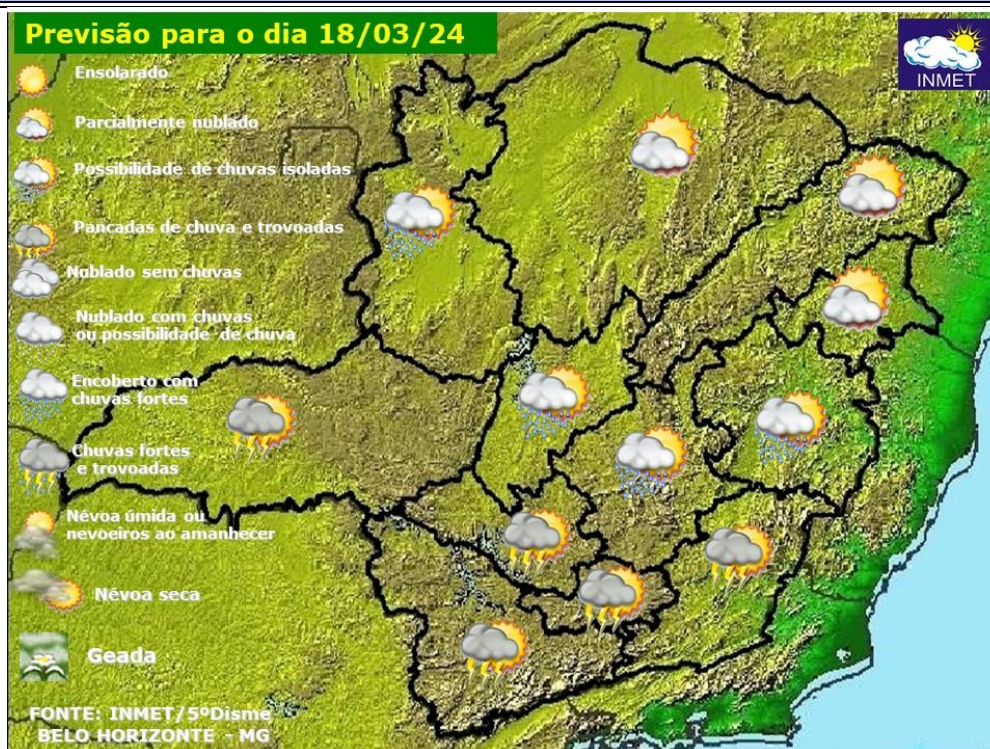 Previsão para o dia 18/03/24
INMET
Ensolarado
Parcialmente nublado
Possibilidade de chuvas isoladas
Pancadas de chuva e trovoadas
Nublado sem chuvas
Nublado com chuvas
ou possibilidade de chuva
Encoberto com
chuvas fortes
Chuvas fortes
e trovoadas
Névoa úmida ou
nevoeiros ao amanhecer
Névoa seca
Geada
FONTE: INMET/5ºDisme
BELO HORIZONTE - MG